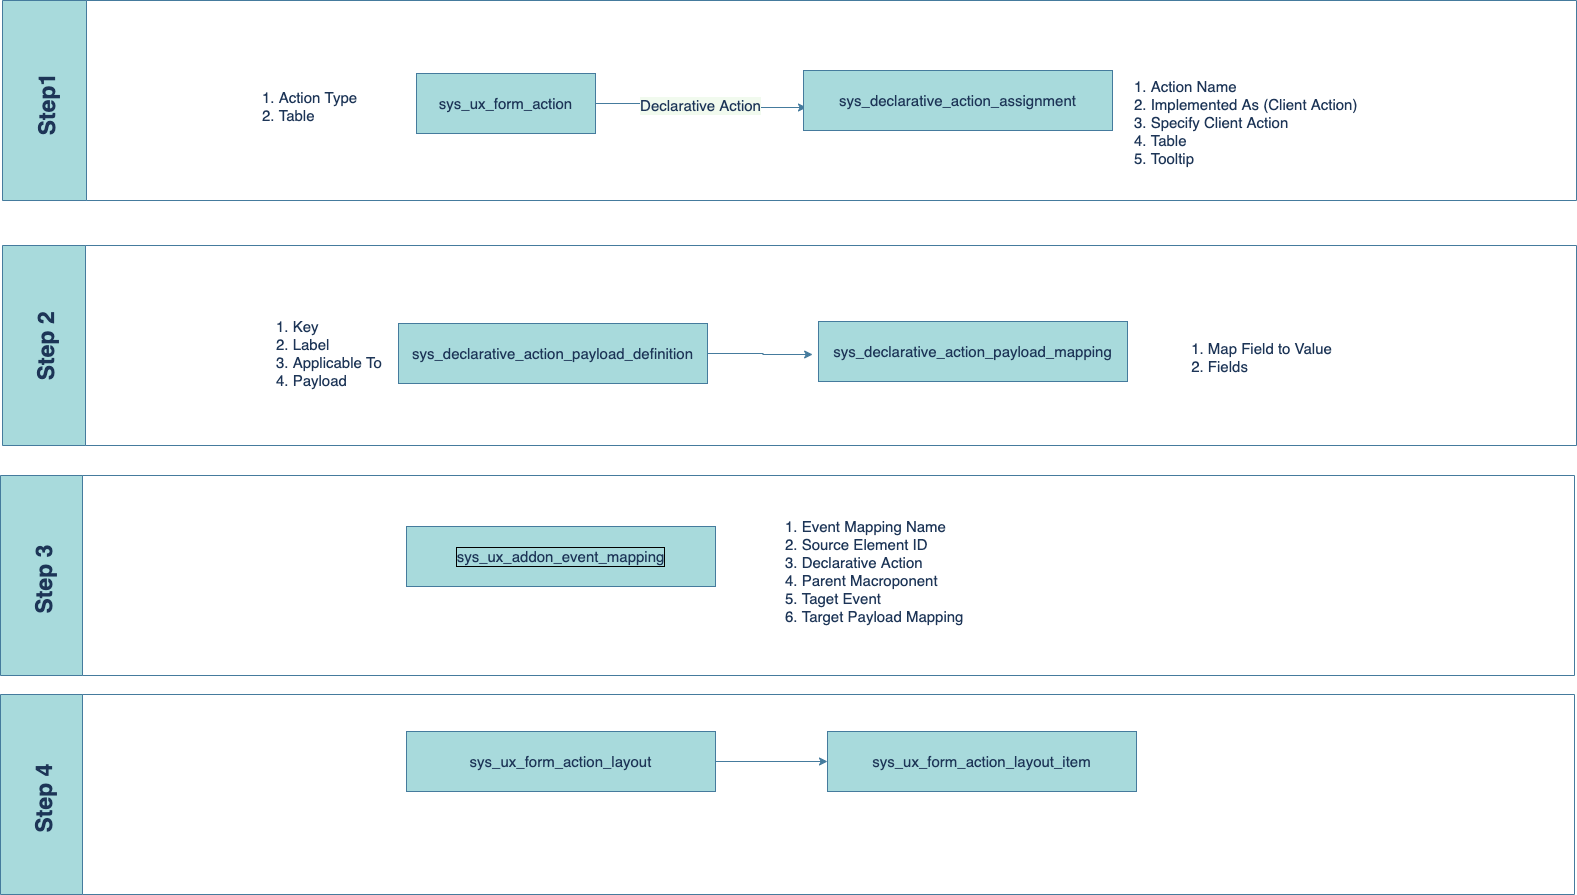 Step1
1. Action Type
2. Table
sys_ux_form_action
Declarative Action
sys_declarative_action_assignment
1. Action Name
2. Implemented As (Client Action)
3. Specify Client Action
4. Table
5. Tooltip
Step 2
1. Key
2. Label
3. Applicable To
4. Payload
sys_declarative_action_payload_definition
sys_declarative_action_payload_mapping
1. Map Field to Value
2. Fields
Step 3
sys_ux_addon_event_mapping
1. Event Mapping Name
2. Source Element ID
3. Declarative Action
4. Parent Macroponent
5. Taget Event
6. Target Payload Mapping
Step 4
sys_ux_form_action_layout
sys_ux_form_action_layout_item